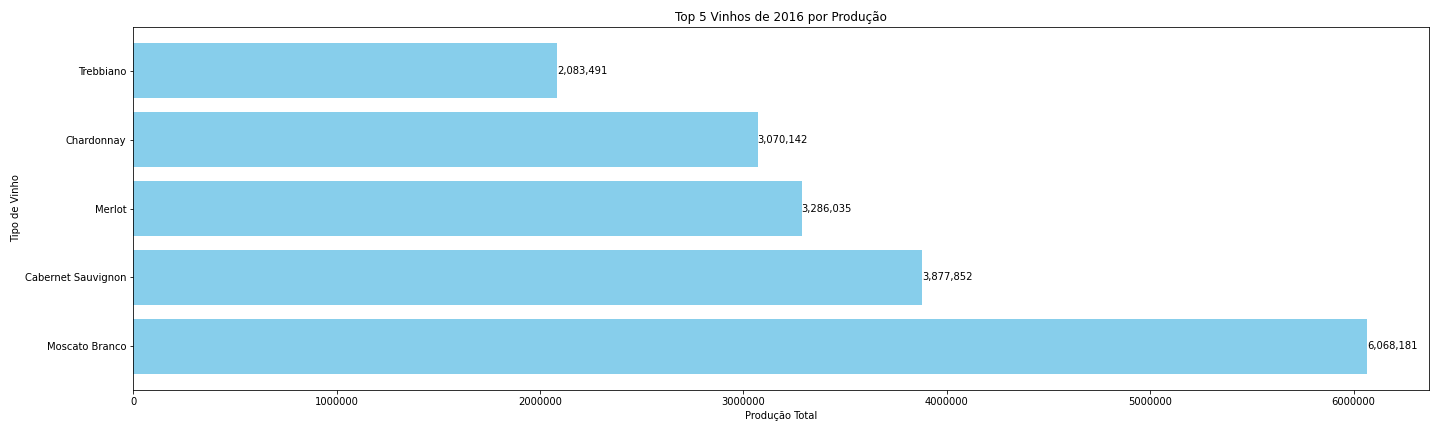 Top 5 Vinhos de 2016 por Produção
Tipo de Vinho
Trebbiano
2,083,491
Chardonnay
3,070,142
Merlot
3,286,035
Cabernet Sauvignon
3,877,852
Moscato Branco
6,068,181
0 1000000 2000000 3000000 4000000 5000000 6000000
Produção Total